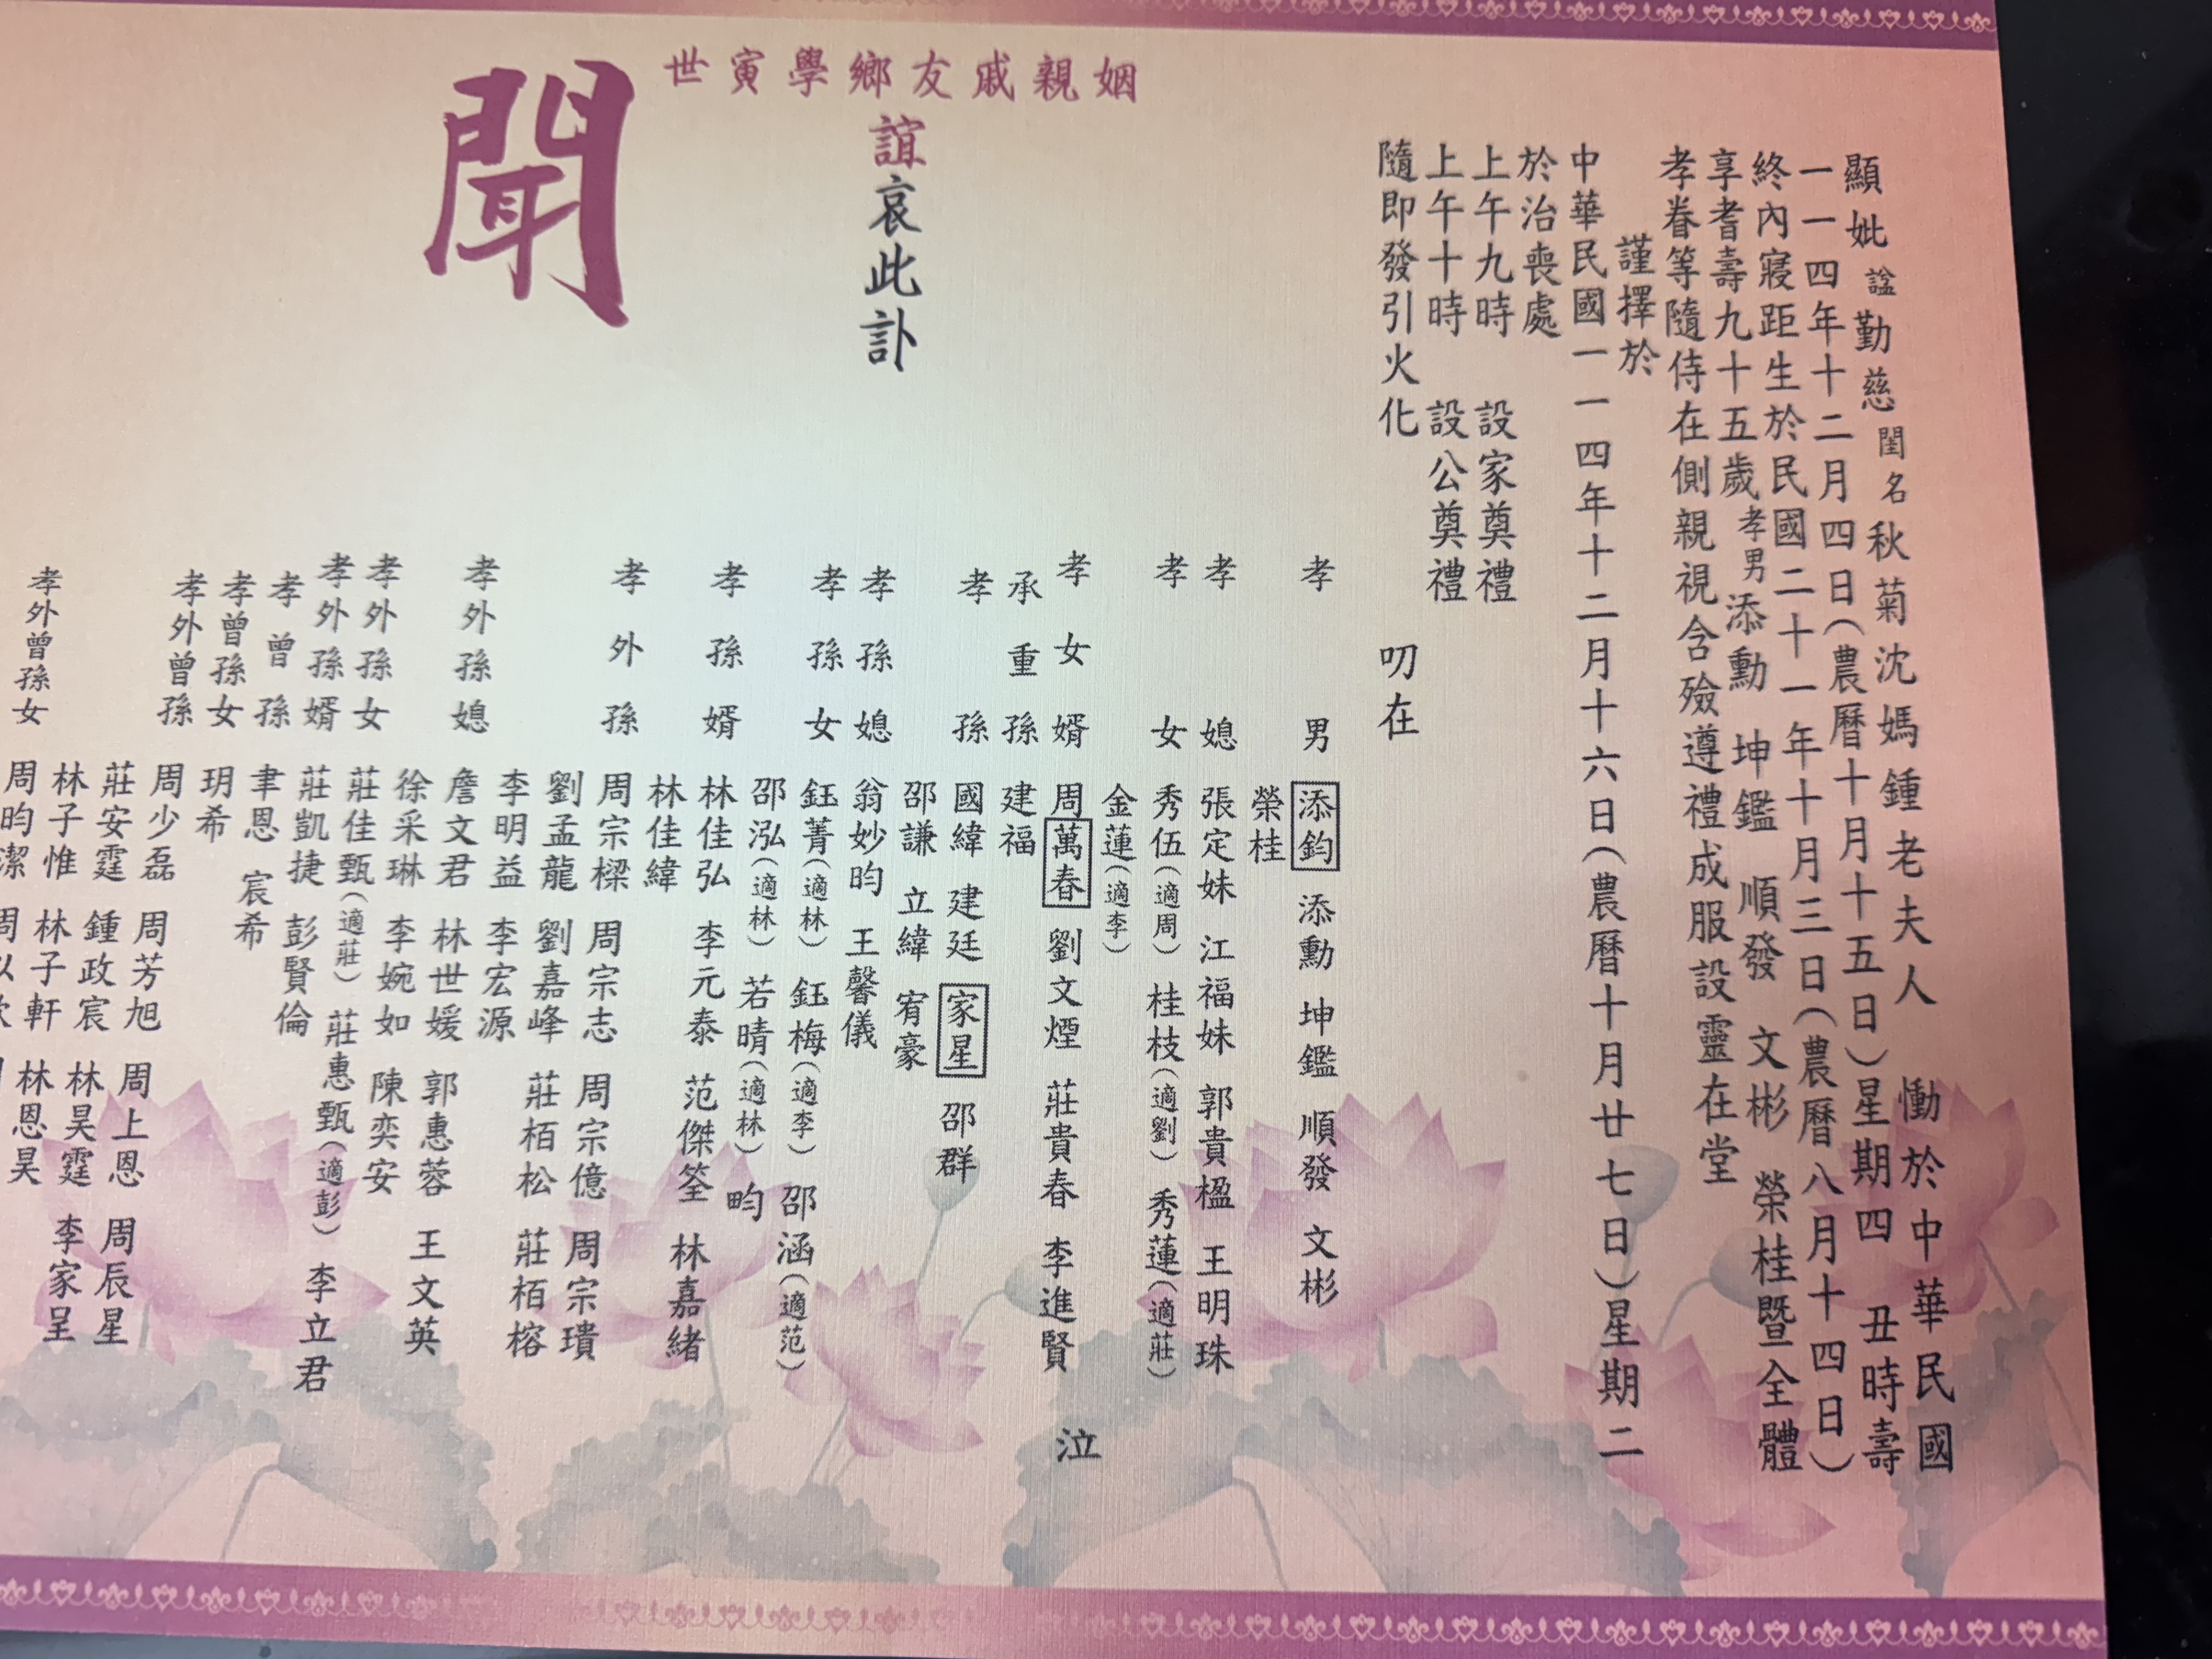 顯妣諡勤慈閨名秋菊沈媽鍾老夫人 慟於中華民國
一一四年十二月四日(農曆十月十五日)星期四 丑時壽
終內寢距生於民國二十一年十月三日(農曆八月十四日)
享耆壽九十五歲孝男添勳 坤鑑 順發 文彬 榮桂暨全體
孝眷等隨侍在側親視含殮遵禮成服設靈在堂
謹擇於
中華民國一一四年十二月十六日(農曆十月廿七日)星期二
於治喪處
上午九時 設家奠禮
上午十時 設公奠禮
隨即發引火化 叨在
姻親戚友鄉學寅世
誼哀此訃
聞
孝男 添鈞 添勳 坤鑑 順發 文彬
榮桂
孝媳 張定妹 江福妹 郭貴楹 王明珠
孝女 秀伍(適周) 桂枝(適劉) 秀蓮(適莊)
金蓮(適李)
孝女婿 周萬春 劉文煙 莊貴春 李進賢
泣
承重孫 建福
孝孫 國緯 建廷 家星 邵群
邵謙 立緯 宥豪
孝孫媳 翁妙昀 王馨儀
孝孫女 鈺菁(適林) 鈺梅(適李) 邵涵(適范)
邵泓(適林) 若晴(適林) 畇
孝孫婿 林佳弘 李元泰 范傑筌 林嘉緒
林佳緯
孝外孫 周宗樑 周宗志 周宗億 周宗璝
劉孟龍 劉嘉峰 莊栢松 莊栢榕
李明益 李宏源
孝外孫媳 詹文君 林世媛 郭惠蓉 王文英
徐采琳 李婉如 陳奕安
孝外孫女 莊佳甄(適莊) 莊惠甄(適彭) 李立君
孝外孫婿 莊凱捷 彭賢倫
孝曾孫 聿恩 宸希
孝曾孫女 玥希
孝外曾孫 周少磊 周芳旭 周上恩 周辰星
莊安霆 鍾政宸 林昊霆 李家呈
林子惟 林子軒 林恩昊
孝外曾孫女 周昀潔